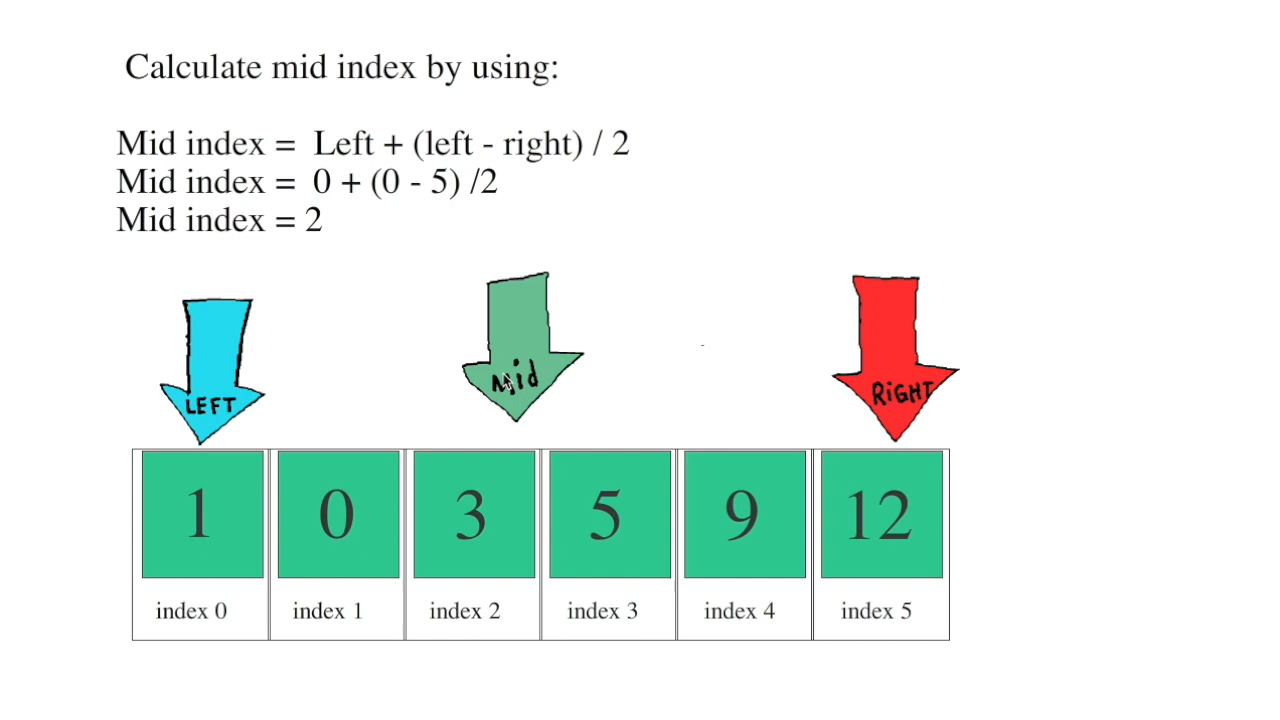 Calculate mid index by using:
Mid index = Left + (left - right) / 2
Mid index = 0 + (0 - 5) /2
Mid index = 2
LEFT
Mid
RiGHT
1 0 3 5 9 12
index 0 index 1 index 2 index 3 index 4 index 5